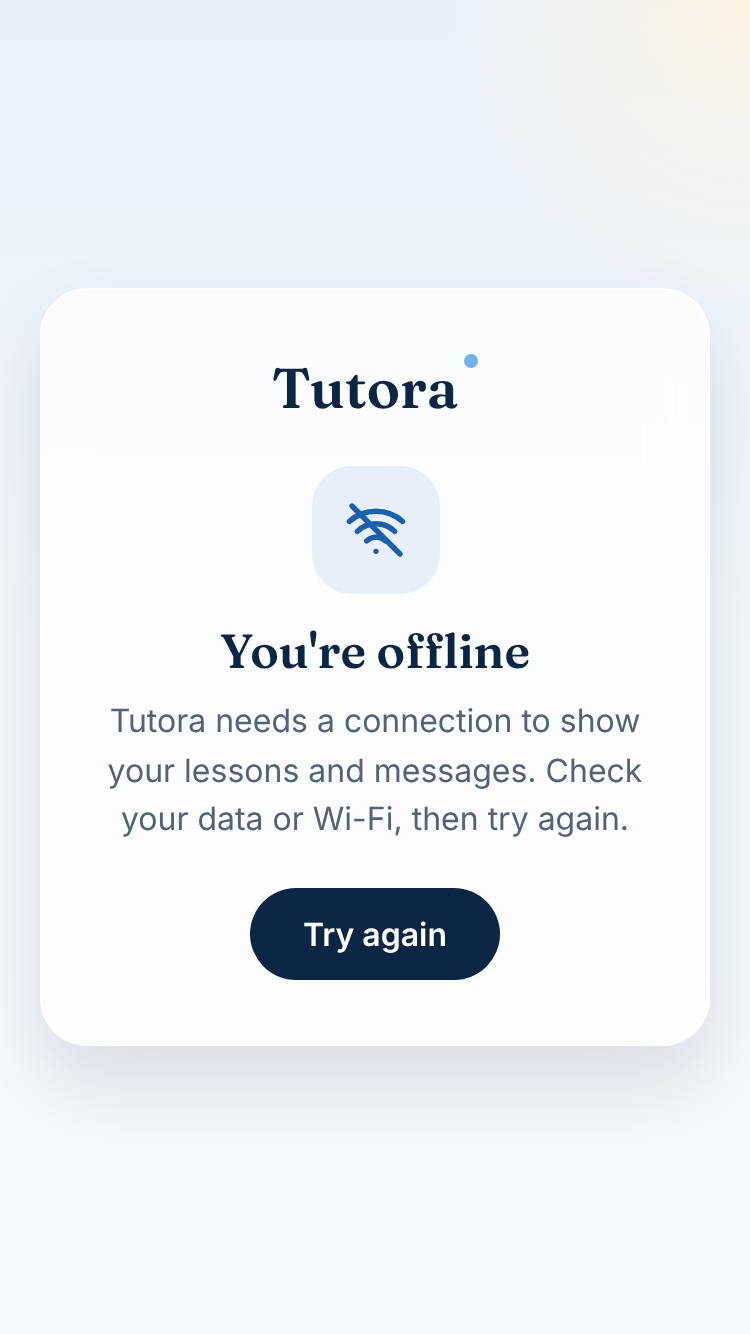 Tutora
You're offline
Tutora needs a connection to show
your lessons and messages. Check
your data or Wi-Fi, then try again.
Try again